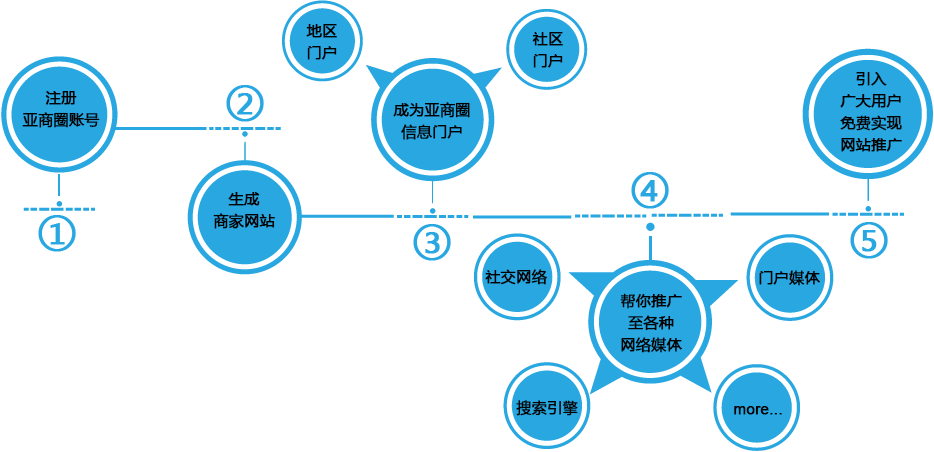 注册
亚商圈账号
①
②
生成
商家网站
地区
门户
社区
门户
成为亚商圈
信息门户
③
④
帮你推广
至各种
网络媒体
社交网络
门户媒体
搜索引擎
more...
引入
广大用户
免费实现
网站推广
⑤